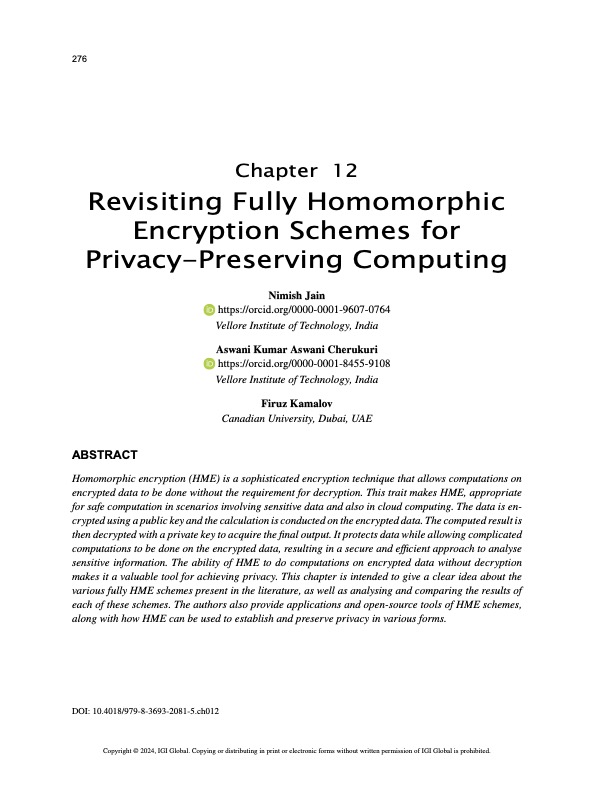 276
Chapter 12
Revisiting Fully Homomorphic
Encryption Schemes for
Privacy-Preserving Computing
Nimish Jain
iD https://orcid.org/0000-0001-9607-0764
Vellore Institute of Technology, India
Aswani Kumar Aswani Cherukuri
iD https://orcid.org/0000-0001-8455-9108
Vellore Institute of Technology, India
Firuz Kamalov
Canadian University, Dubai, UAE
ABSTRACT
Homomorphic encryption (HME) is a sophisticated encryption technique that allows computations on
encrypted data to be done without the requirement for decryption. This trait makes HME, appropriate
for safe computation in scenarios involving sensitive data and also in cloud computing. The data is en-
crypted using a public key and the calculation is conducted on the encrypted data. The computed result is
then decrypted with a private key to acquire the final output. It protects data while allowing complicated
computations to be done on the encrypted data, resulting in a secure and efficient approach to analyse
sensitive information. The ability of HME to do computations on encrypted data without decryption
makes it a valuable tool for achieving privacy. This chapter is intended to give a clear idea about the
various fully HME schemes present in the literature, as well as analysing and comparing the results of
each of these schemes. The authors also provide applications and open-source tools of HME schemes,
along with how HME can be used to establish and preserve privacy in various forms.
DOI: 10.4018/979-8-3693-2081-5.ch012
Copyright © 2024, IGI Global. Copying or distributing in print or electronic forms without written permission of IGI Global is prohibited.